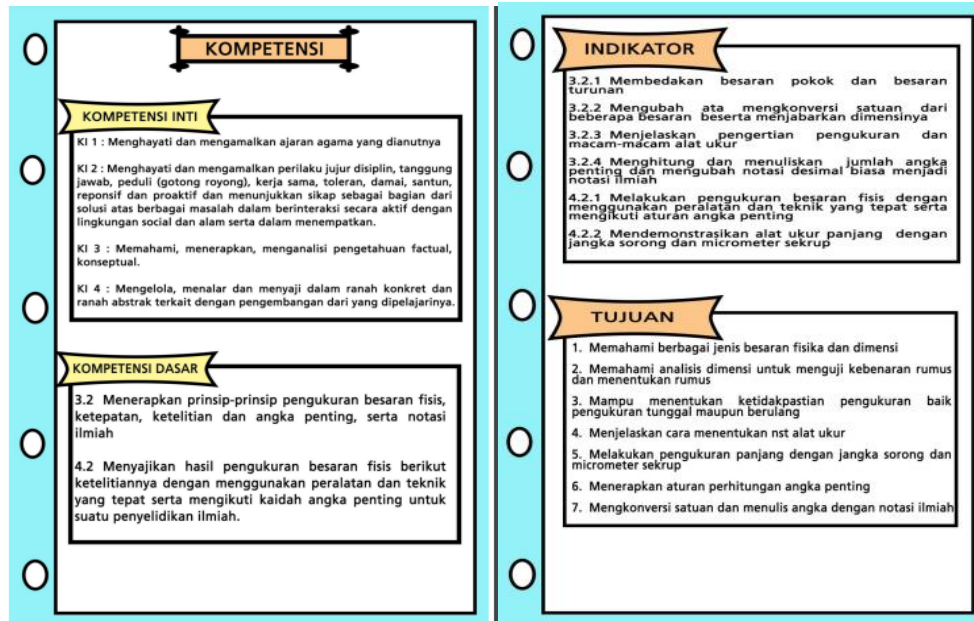 KOMPETENSI
KOMPETENSI INTI
KI 1 : Menghayati dan mengamalkan ajaran agama yang dianutnya
KI 2 : Menghayati dan mengamalkan perilaku jujur disiplin, tanggung
jawab, peduli (gotong royong), kerja sama, toleran, damai, santun,
reponsif dan proaktif dan menunjukkan sikap sebagai bagian dari
solusi atas berbagai masalah dalam berinteraksi secara aktif dengan
lingkungan social dan alam serta dalam menempatkan.
KI 3 : Memahami, menerapkan, menganalisi pengetahuan factual,
konseptual.
KI 4 : Mengelola, menalar dan menyaji dalam ranah konkret dan
ranah abstrak terkait dengan pengembangan dari yang dipelajarinya.
KOMPETENSI DASAR
3.2 Menerapkan prinsip-prinsip pengukuran besaran fisis,
ketepatan, ketelitian dan angka penting, serta notasi
ilmiah
4.2 Menyajikan hasil pengukuran besaran fisis berikut
ketelitiannya dengan menggunakan peralatan dan teknik
yang tepat serta mengikuti kaidah angka penting untuk
suatu penyelidikan ilmiah.
INDIKATOR
3.2.1 Membedakan besaran pokok dan besaran
turunan
3.2.2 Mengubah ata mengkonversi satuan dari
beberapa besaran beserta menjabarkan dimensinya
3.2.3 Menjelaskan pengertian pengukuran dan
macam-macam alat ukur
3.2.4 Menghitung dan menuliskan jumlah angka
penting dan mengubah notasi desimal biasa menjadi
notasi ilmiah
4.2.1 Melakukan pengukuran besaran fisis dengan
menggunakan peralatan dan teknik yang tepat serta
mengikuti aturan angka penting
4.2.2 Mendemonstrasikan alat ukur panjang dengan
jangka sorong dan micrometer sekrup
TUJUAN
1. Memahami berbagai jenis besaran fisika dan dimensi
2. Memahami analisis dimensi untuk menguji kebenaran rumus
dan menentukan rumus
3. Mampu menentukan ketidakpastian pengukuran baik
pengukuran tunggal maupun berulang
4. Menjelaskan cara menentukan nst alat ukur
5. Melakukan pengukuran panjang dengan jangka sorong dan
micrometer sekrup
6. Menerapkan aturan perhitungan angka penting
7. Mengkonversi satuan dan menulis angka dengan notasi ilmiah